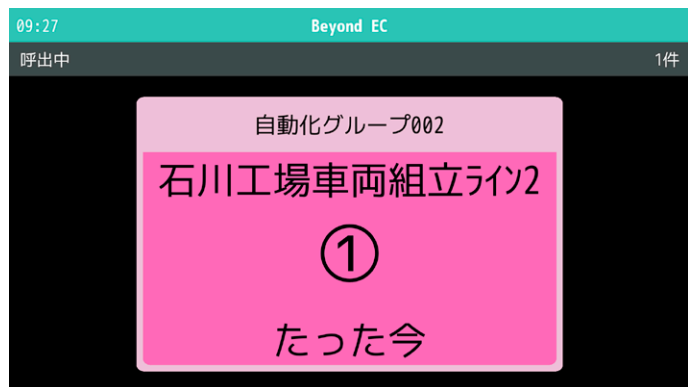 09:27 Beyond EC
呼出中 1件
自動化グループ002
石川工場車両組立ﾗｲﾝ2
①
たった今